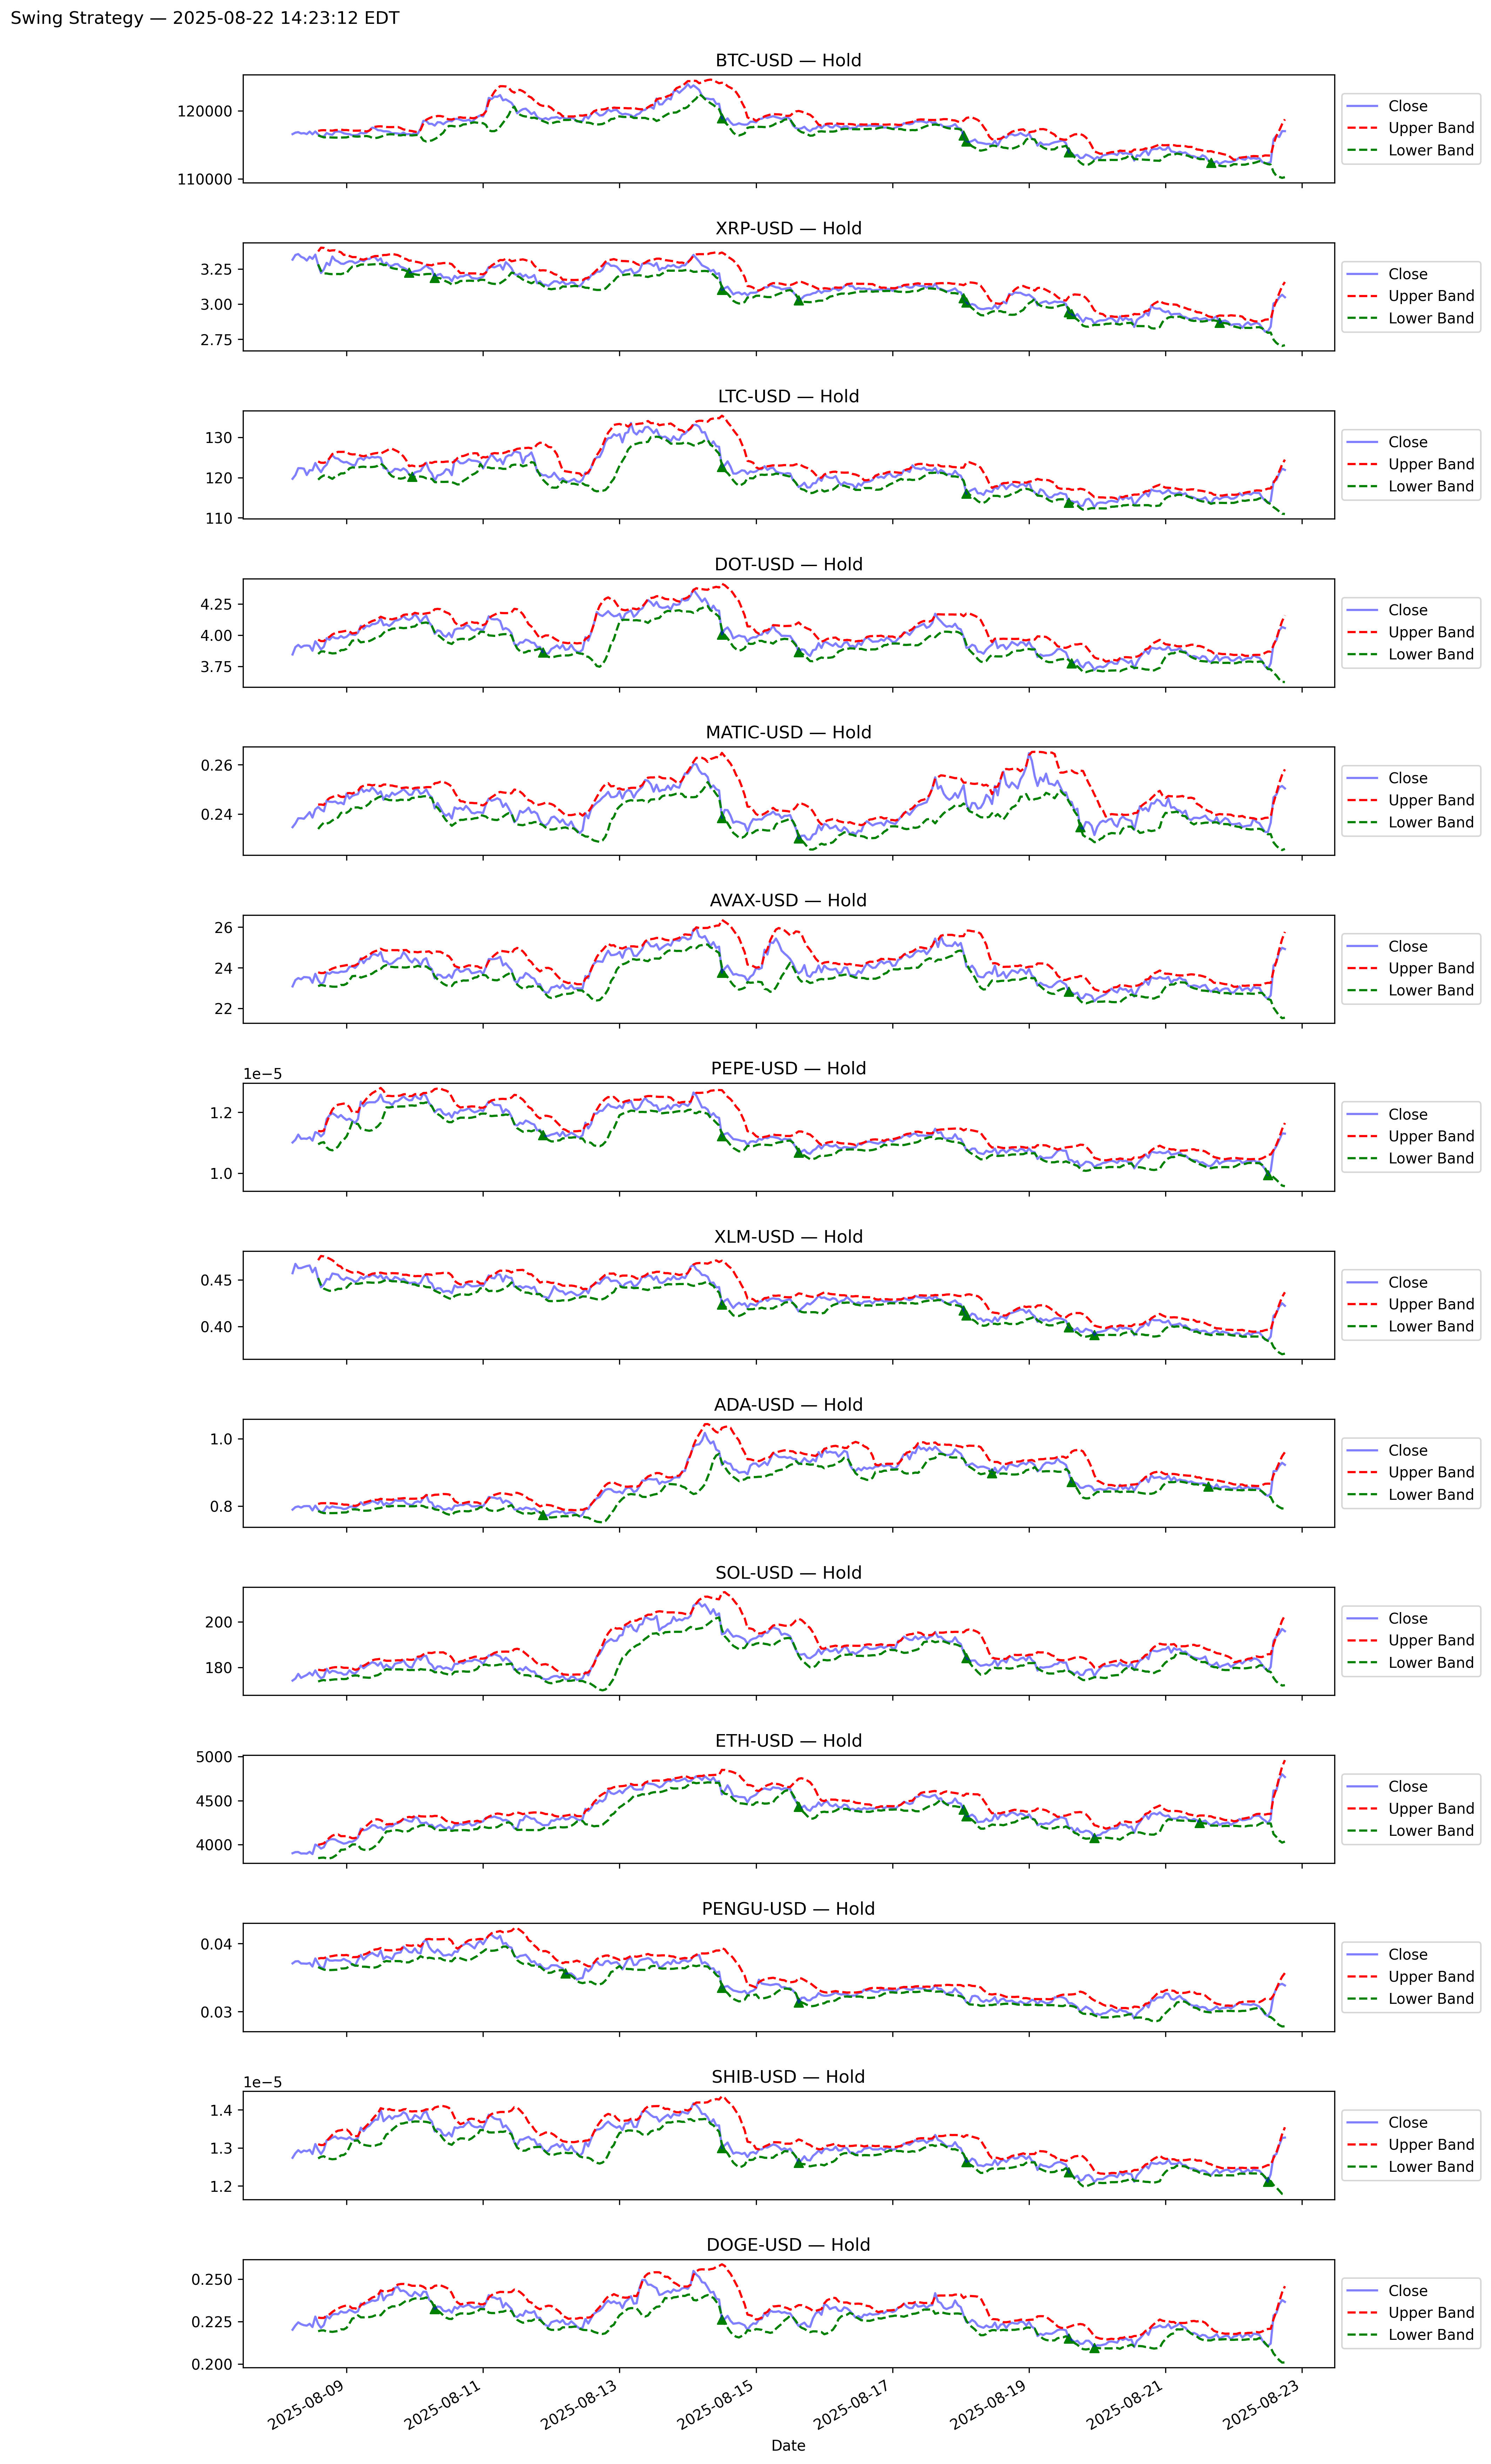 Swing Strategy — 2025-08-22 14:23:12 EDT
BTC-USD — Hold
120000
110000
Close
Upper Band
Lower Band
XRP-USD — Hold
3.25
3.00
2.75
Close
Upper Band
Lower Band
LTC-USD — Hold
130
120
110
Close
Upper Band
Lower Band
DOT-USD — Hold
4.25
4.00
3.75
Close
Upper Band
Lower Band
MATIC-USD — Hold
0.26
0.24
Close
Upper Band
Lower Band
AVAX-USD — Hold
26
24
22
Close
Upper Band
Lower Band
PEPE-USD — Hold
1e−5
1.2
1.0
Close
Upper Band
Lower Band
XLM-USD — Hold
0.45
0.40
Close
Upper Band
Lower Band
ADA-USD — Hold
1.0
0.8
Close
Upper Band
Lower Band
SOL-USD — Hold
200
180
Close
Upper Band
Lower Band
ETH-USD — Hold
5000
4500
4000
Close
Upper Band
Lower Band
PENGU-USD — Hold
0.04
0.03
Close
Upper Band
Lower Band
SHIB-USD — Hold
1e−5
1.4
1.3
1.2
Close
Upper Band
Lower Band
DOGE-USD — Hold
0.250
0.225
0.200
Close
Upper Band
Lower Band
2025-08-09
2025-08-11
2025-08-13
2025-08-15
2025-08-17
2025-08-19
2025-08-21
2025-08-23
Date